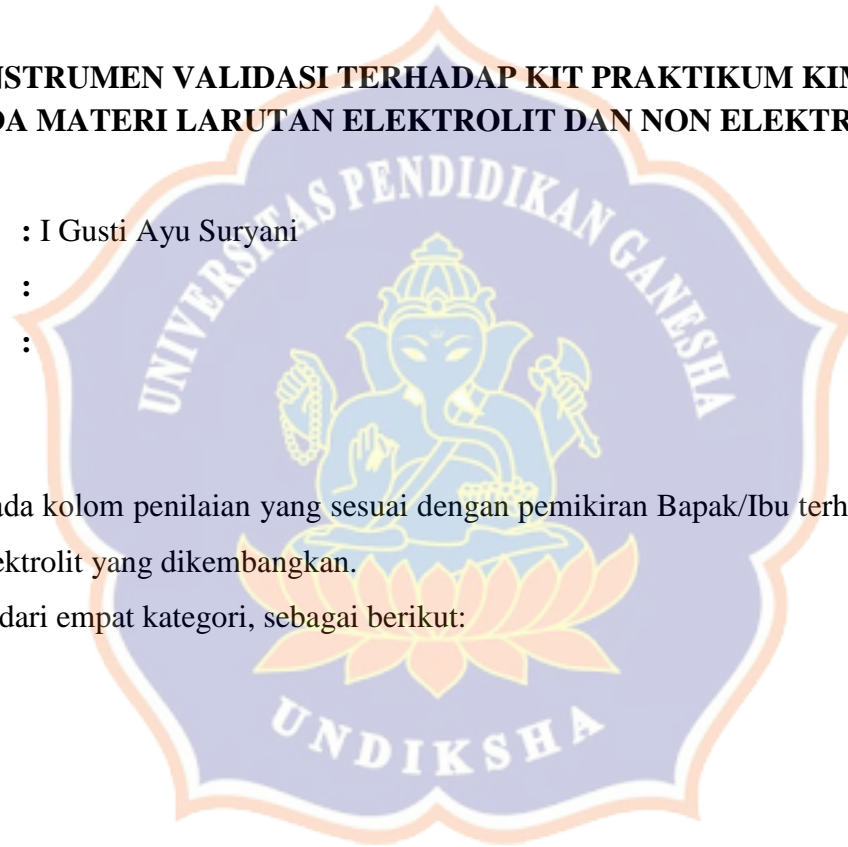 NSTRUMEN VALIDASI TERHADAP KIT PRAKTIKUM KIM
DA MATERI LARUTAN ELEKTROLIT DAN NON ELEKTR
: I Gusti Ayu Suryani
:
:
ada kolom penilaian yang sesuai dengan pemikiran Bapak/Ibu terh
ektrolit yang dikembangkan.
dari empat kategori, sebagai berikut:
UNIVERSITAS PENDIDIKAN GANESHA
UNDIKSHA